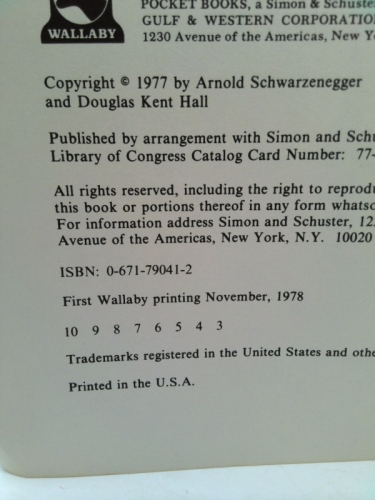 POCKET BOOKS, a Simon & Schuster
GULF & WESTERN CORPORATIO
WALLABY
1230 Avenue of the Americas, New Yo
Copyright © 1977 by Arnold Schwarzenegger
and Douglas Kent Hall
Published by arrangement with Simon and Schu
Library of Congress Catalog Card Number: 77-
All rights reserved, including the right to reprodu
this book or portions thereof in any form whatso
For information address Simon and Schuster, 12
Avenue of the Americas, New York, N.Y. 10020
ISBN: 0-671-79041-2
First Wallaby printing November, 1978
10 9 8 7 6 5 4 3
Trademarks registered in the United States and othe
Printed in the U.S.A.